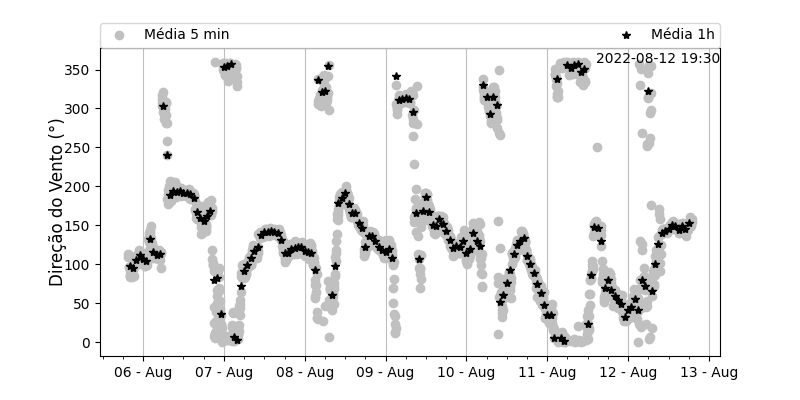 Média 5 min
Média 1h
2022-08-12 19:30
Direção do Vento (°)
350
300
250
200
150
100
50
0
06 - Aug
07 - Aug
08 - Aug
09 - Aug
10 - Aug
11 - Aug
12 - Aug
13 - Aug